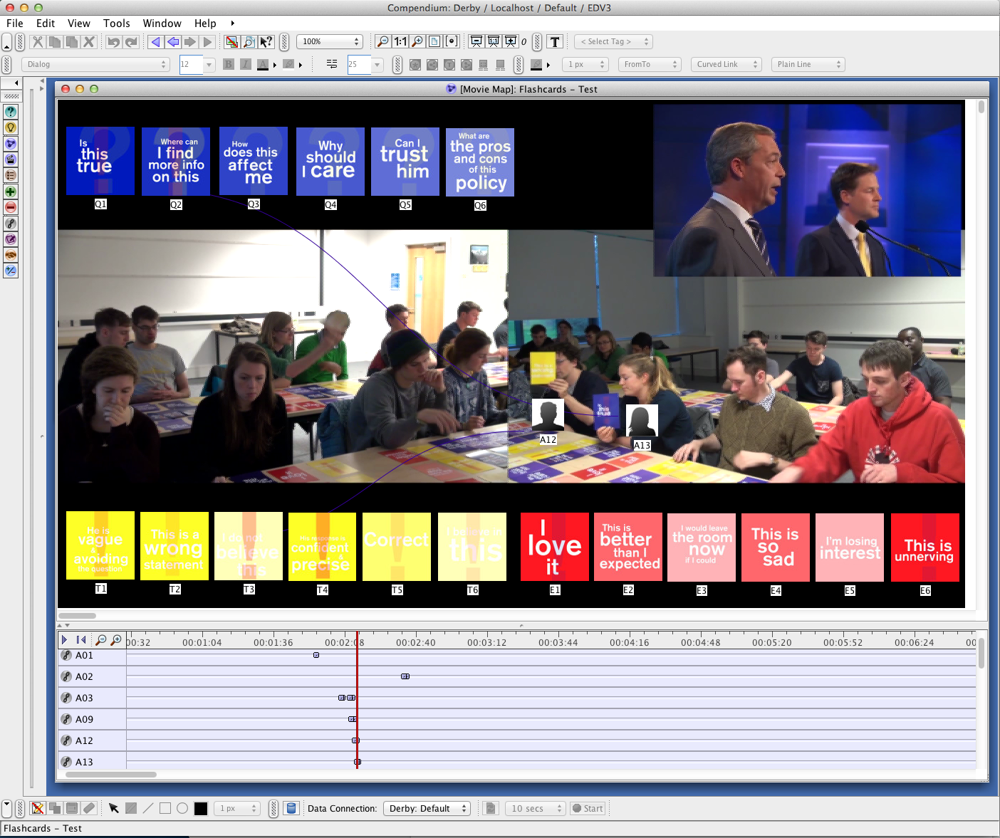 Compendium: Derby / Localhost / Default / EDV3
File Edit View Tools Window Help
100%
1:1
1:1
0
T
< Select Tag >
Dialog
12
B I A
25
1 px
FromTo
Curved Link
Plain Line
[Movie Map]: Flashcards - Test
Is
this
true
Q1
Where can
I find
more info
on this
Q2
How
does this
affect
me
Q3
Why
should
I care
Q4
Can I
trust
him
Q5
What are
the pros
and cons
of this
policy
Q6
A12
A13
He is
vague
&
avoiding
the question
T1
This is a
wrong
statement
T2
I do not
believe
this
T3
His response is
confident
precise
T4
Correct
T5
I believe in
this
T6
I
love
it
E1
This is
better
than I
expected
E2
I would leave
the room
now
if I could
E3
This is
so
sad
E4
I'm losing
interest
E5
This is
unnerving
E6
00:32 00:01:04 00:01:36 00:02:08 00:02:40 00:03:12 00:03:44 00:04:16 00:04:48 00:05:20 00:05:52 00:06:24 00
A01
A02
A03
A09
A12
A13
1 px
Data Connection:
Derby: Default
10 secs
Start
Flashcards - Test